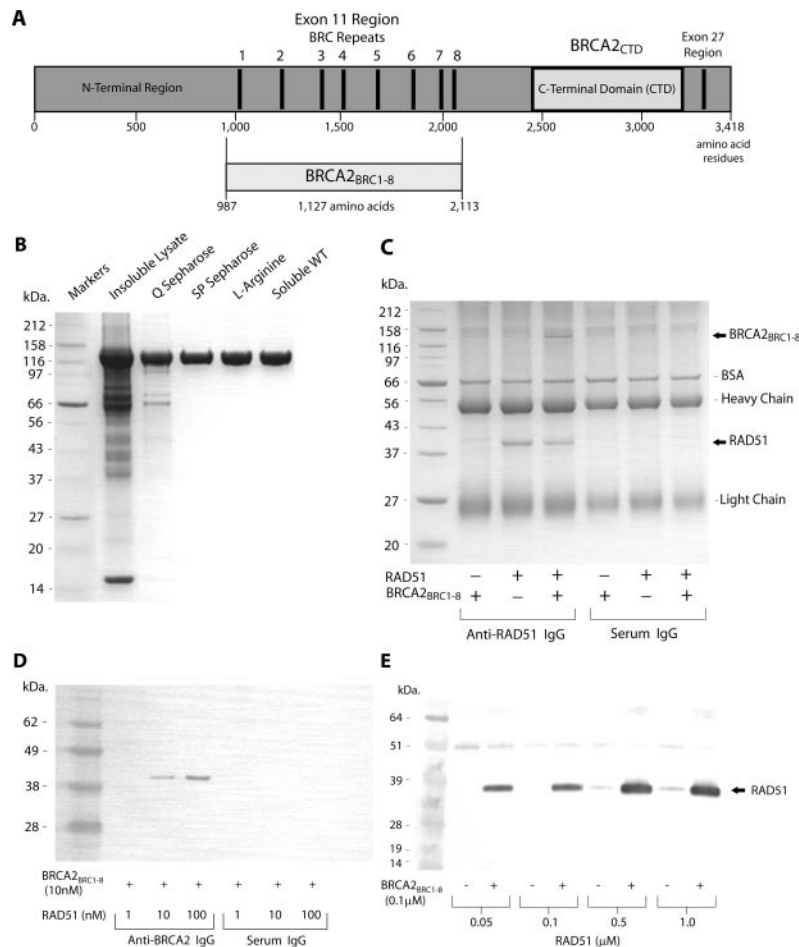 A
Exon 11 Region
BRC Repeats
1 2 3 4 5 6 7 8
BRCA2CTD
Exon 27
Region
N-Terminal Region
C-Terminal Domain (CTD)
0 500 1,000 1,500 2,000 2,500 3,000 3,418
amino acid
residues
BRCA2BRC1-8
987 1,127 amino acids 2,113
B
kDa.
Markers
Insoluble Lysate
Q Sepharose
SP Sepharose
L-Arginine
Soluble WT
212 -
158 -
116 -
97
66 -
56 -
43 -
37 -
27 -
20 -
14 -
C
kDa.
212 -
158 -
116 -
97 -
66 -
56 -
43 -
37 -
27 -
20 -
BRCA2BRC1-8
-BSA
-Heavy Chain
RAD51
-Light Chain
RAD51 – + + – + +
BRCA2BRC1-8 + – + + – +
Anti-RAD51 IgG Serum IgG
D
kDa.
62 -
49 -
38 -
28 -
BRCA2BRC1-8
(10nM)
+ + + + + +
RAD51 (nM) 1 10 100 1 10 100
Anti-BRCA2 IgG Serum IgG
E
kDa.
64 -
51 -
39 -
28 -
19 -
14 -
RAD51
BRCA2BRC1-8
(0.1μM)
- + - + - + - +
0.05 0.1 0.5 1.0
RAD51 (μM)